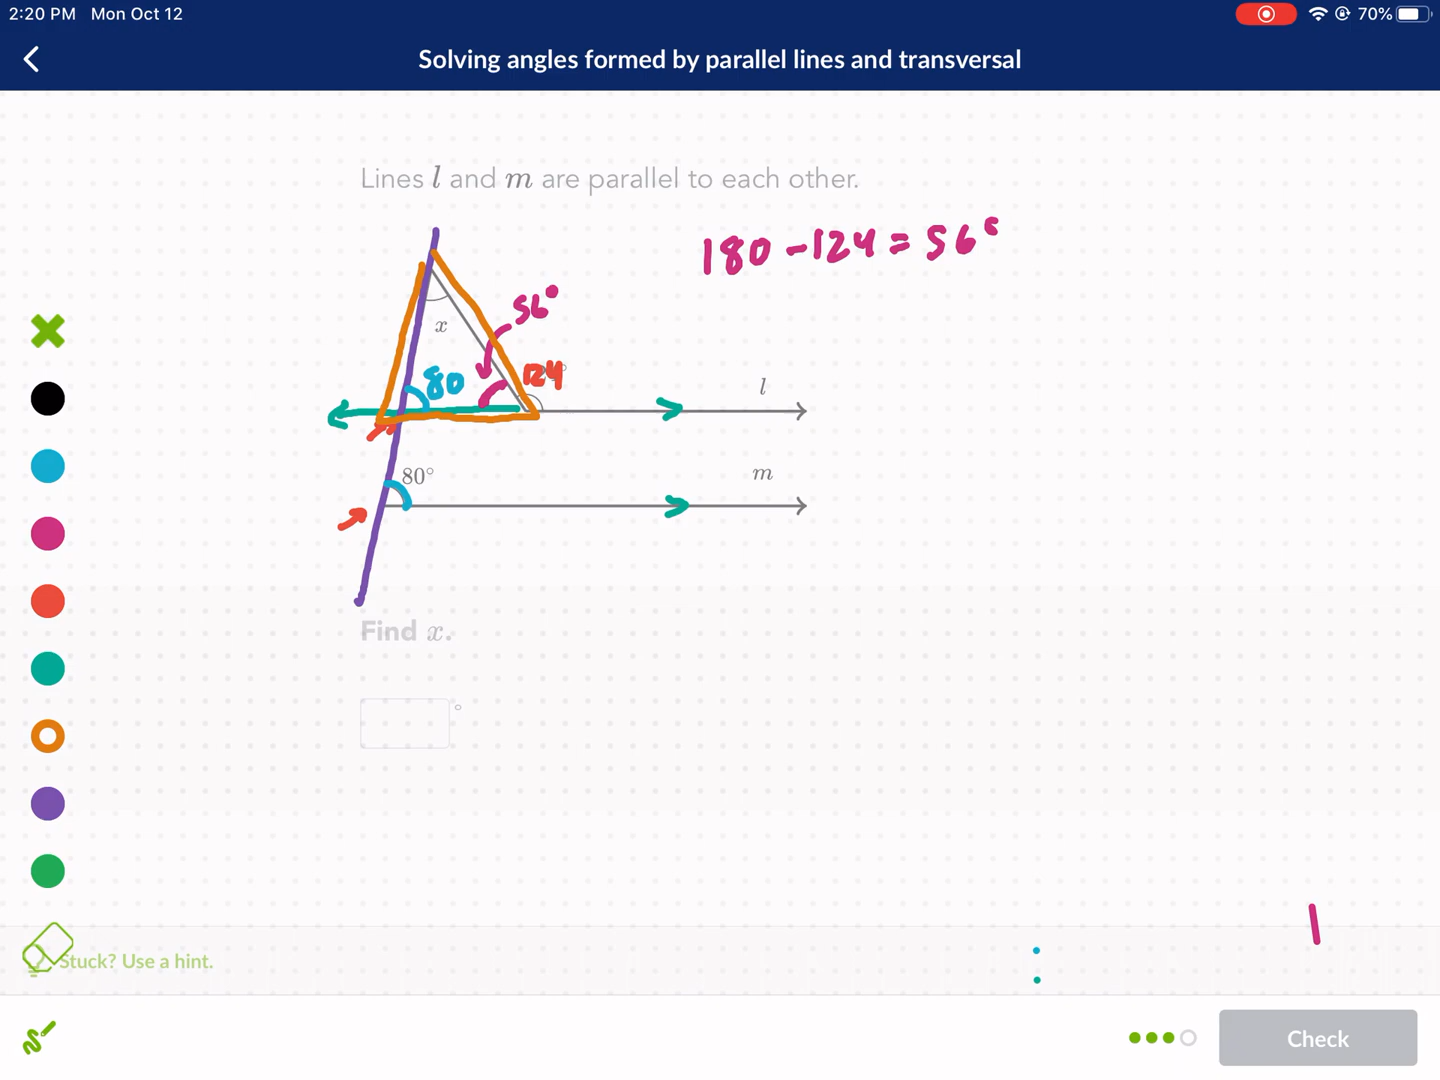 2:20 PM Mon Oct 12
70%
Solving angles formed by parallel lines and transversal
Lines l and m are parallel to each other.
180 - 124 = 56°
56°
x
80
124
l
80°
m
Find x.
°
Stuck? Use a hint.
Check